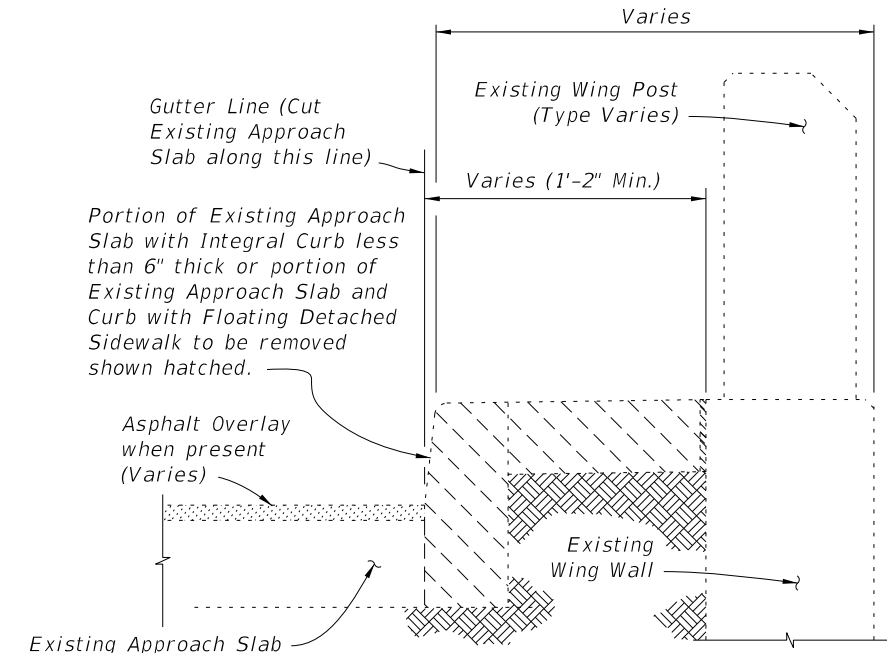 Varies
Existing Wing Post
(Type Varies)
Gutter Line (Cut
Existing Approach
Slab along this line)
Varies (1'-2" Min.)
Portion of Existing Approach
Slab with Integral Curb less
than 6" thick or portion of
Existing Approach Slab and
Curb with Floating Detached
Sidewalk to be removed
shown hatched.
Asphalt Overlay
when present
(Varies)
Existing
Wing Wall
Existing Approach Slab